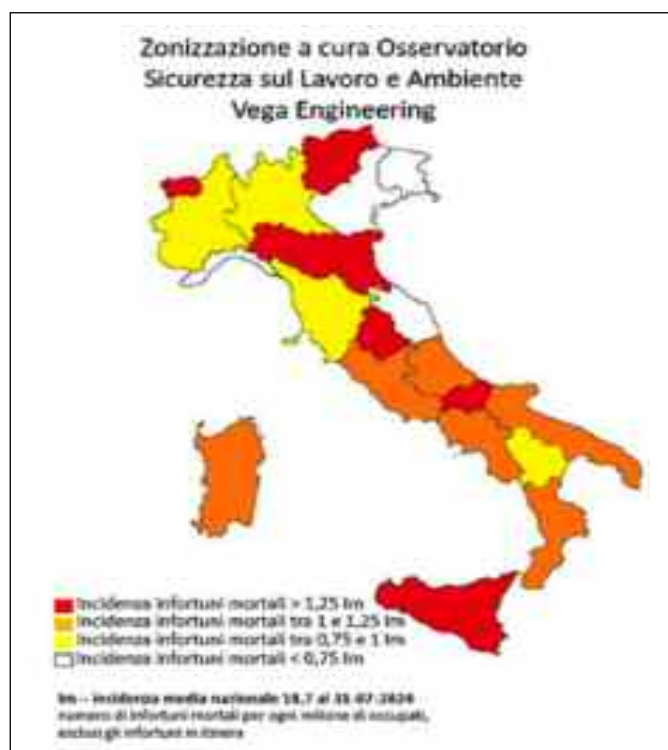 Zonizzazione a cura Osservatorio
Sicurezza sul Lavoro e Ambiente
Vega Engineering
Incidenza infortuni mortali > 1,25 Im
Incidenza infortuni mortali tra 1 e 1,25 Im
Incidenza infortuni mortali tra 0,75 e 1 Im
Incidenza infortuni mortali < 0,75 Im
Im -- incidenza media nazionale al
numero di infortuni mortali per ogni milione di occupati,
esclusi gli infortuni in itinere